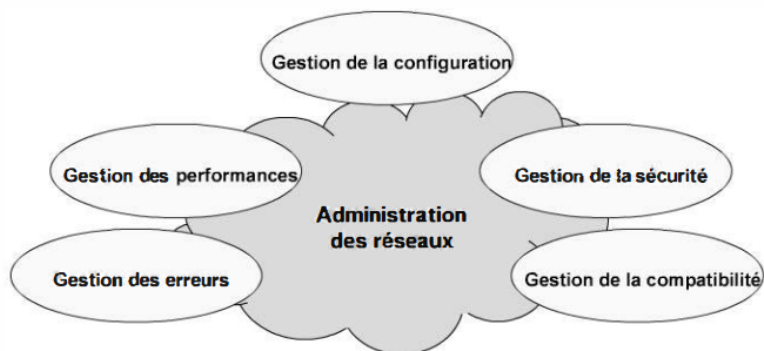 Gestion de la configuration
Gestion des performances
Gestion de la sécurité
Administration
des réseaux
Gestion des erreurs
Gestion de la compatibilité